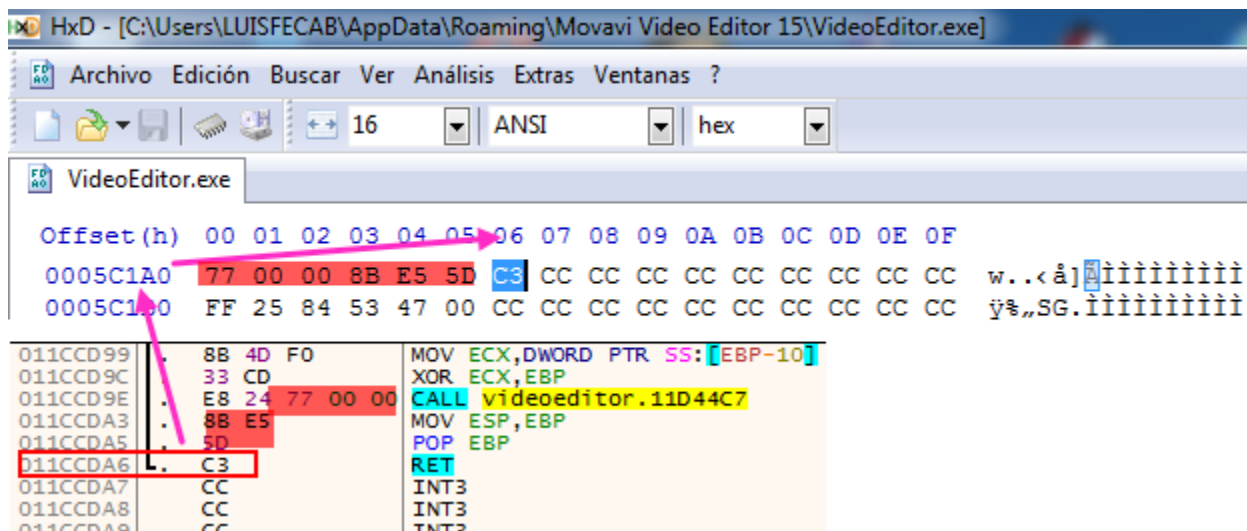 HxD - [C:\Users\LUISFECAB\AppData\Roaming\Movavi Video Editor 15\VideoEditor.exe]
Archivo Edición Buscar Ver Análisis Extras Ventanas ?
16 ANSI hex
VideoEditor.exe
Offset(h) 00 01 02 03 04 05 06 07 08 09 0A 0B 0C 0D 0E 0F
0005C1A0 77 00 00 8B E5 5D C3 CC CC CC CC CC CC CC CC CC w..‹å]ÃÌÌÌÌÌÌÌÌÌ
FF 25 84 53 47 00 CC CC CC CC CC CC CC CC CC CC ÿ%„SG.ÌÌÌÌÌÌÌÌÌÌ
011CCD99 . 8B 4D F0 MOV ECX,DWORD PTR SS:[EBP-10]
011CCD9C . 33 CD XOR ECX,EBP
011CCD9E . E8 24 77 00 00 CALL videoeditor.11D44C7
011CCDA3 . 8B E5 MOV ESP,EBP
011CCDA5 . 5D POP EBP
011CCDA6 . C3 RET
011CCDA7 CC INT3
011CCDA8 CC INT3
011CCDA9 CC INT3